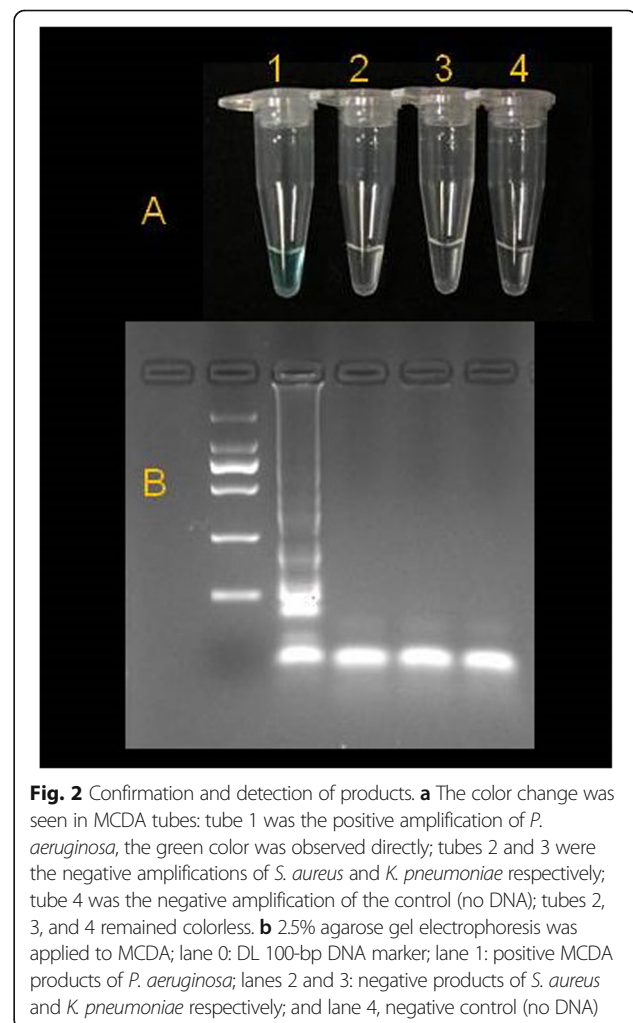 1 2 3 4
A
B
Fig. 2 Confirmation and detection of products. a The color change was
seen in MCDA tubes: tube 1 was the positive amplification of P.
aeruginosa, the green color was observed directly; tubes 2 and 3 were
the negative amplifications of S. aureus and K. pneumoniae respectively;
tube 4 was the negative amplification of the control (no DNA); tubes 2,
3, and 4 remained colorless. b 2.5% agarose gel electrophoresis was
applied to MCDA; lane 0: DL 100-bp DNA marker; lane 1: positive MCDA
products of P. aeruginosa; lanes 2 and 3: negative products of S. aureus
and K. pneumoniae respectively; and lane 4, negative control (no DNA)